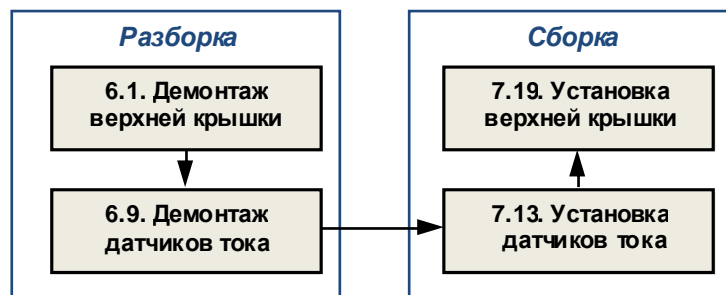 Разборка
6.1. Демонтаж
верхней крышки
6.9. Демонтаж
датчиков тока
Сборка
7.19. Установка
верхней крышки
7.13. Установка
датчиков тока